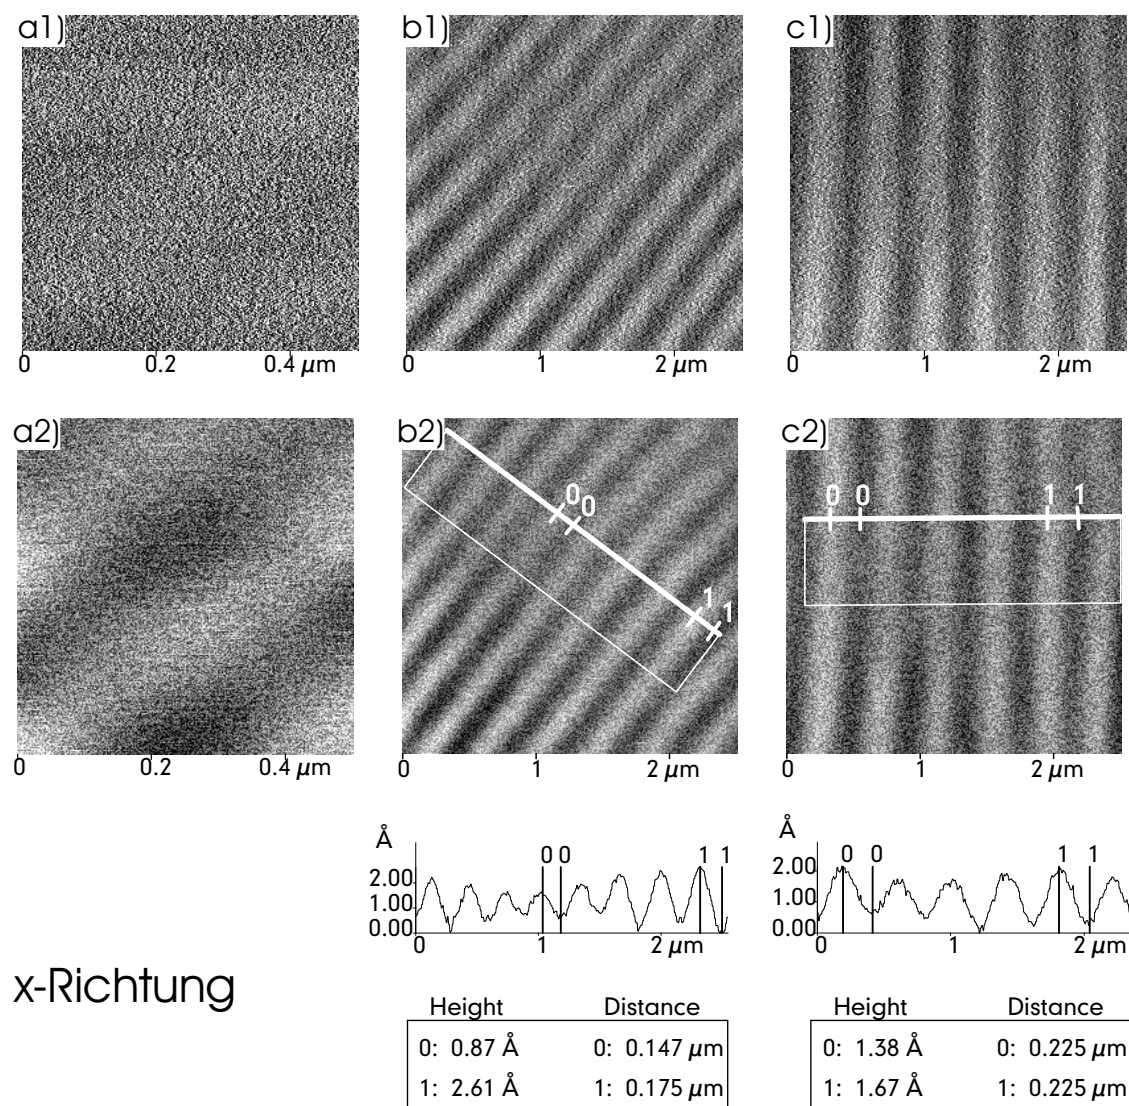 a1) b1) c1)
0 0.2 0.4 μm 0 1 2 μm 0 1 2 μm
a2) b2) c2)
0 0 0 0 1 1
1 1
0 0.2 0.4 μm 0 1 2 μm 0 1 2 μm
Å Å
0 0 1 1 0 0 1 1
2.00 2.00
1.00 1.00
0.00 0.00
0 1 2 μm 0 1 2 μm
x-Richtung
Height Distance Height Distance
0: 0.87 Å 0: 0.147 μm 0: 1.38 Å 0: 0.225 μm
1: 2.61 Å 1: 0.175 μm 1: 1.67 Å 1: 0.225 μm